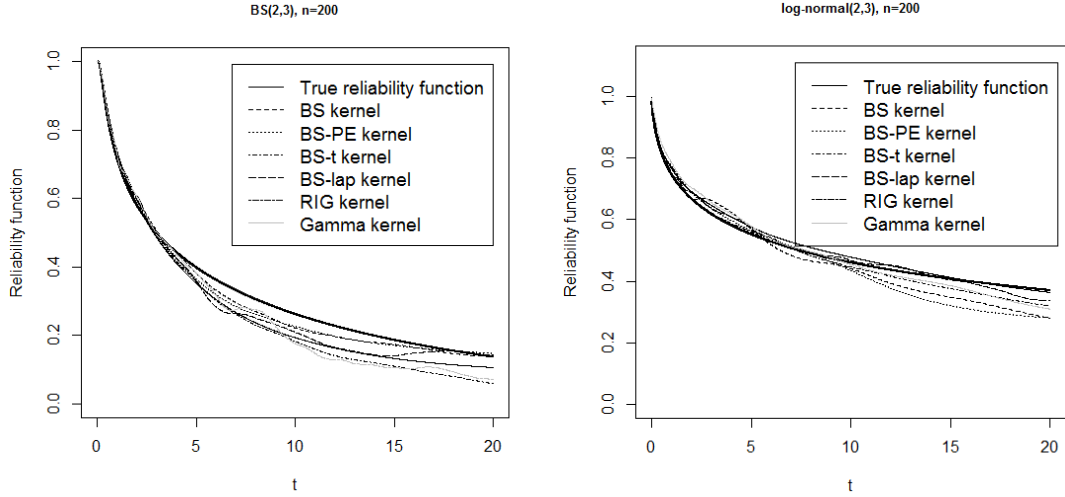 BS(2,3), n=200
Reliability function
0.0 0.2 0.4 0.6 0.8 1.0
True reliability function
BS kernel
BS-PE kernel
BS-t kernel
BS-lap kernel
RIG kernel
Gamma kernel
0 5 10 15 20
t
log-normal(2,3), n=200
Reliability function
0.0 0.2 0.4 0.6 0.8 1.0
True reliability function
BS kernel
BS-PE kernel
BS-t kernel
BS-lap kernel
RIG kernel
Gamma kernel
0 5 10 15 20
t